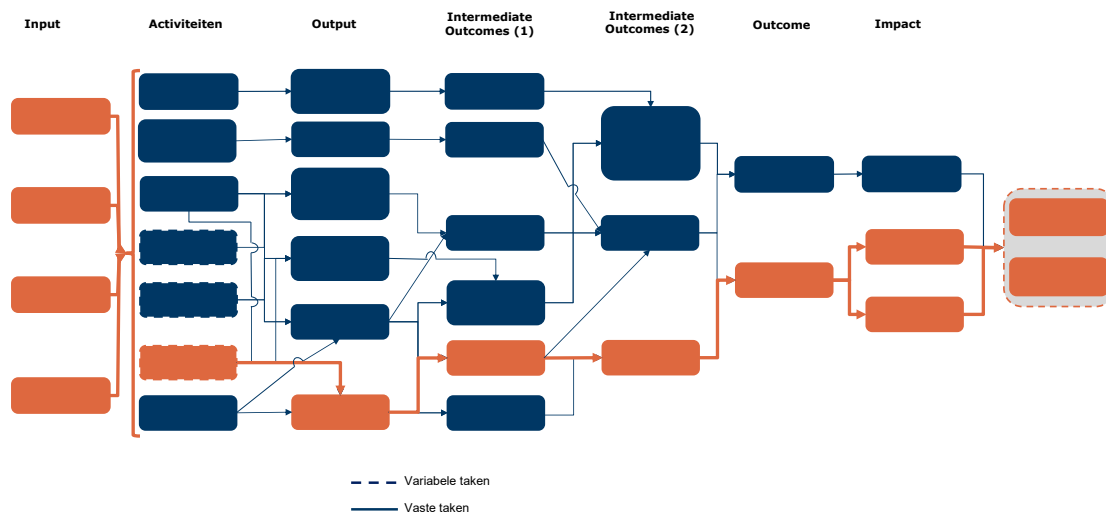 Input
Activiteiten
Output
Intermediate
Outcomes (1)
Intermediate
Outcomes (2)
Outcome
Impact
Variabele taken
Vaste taken